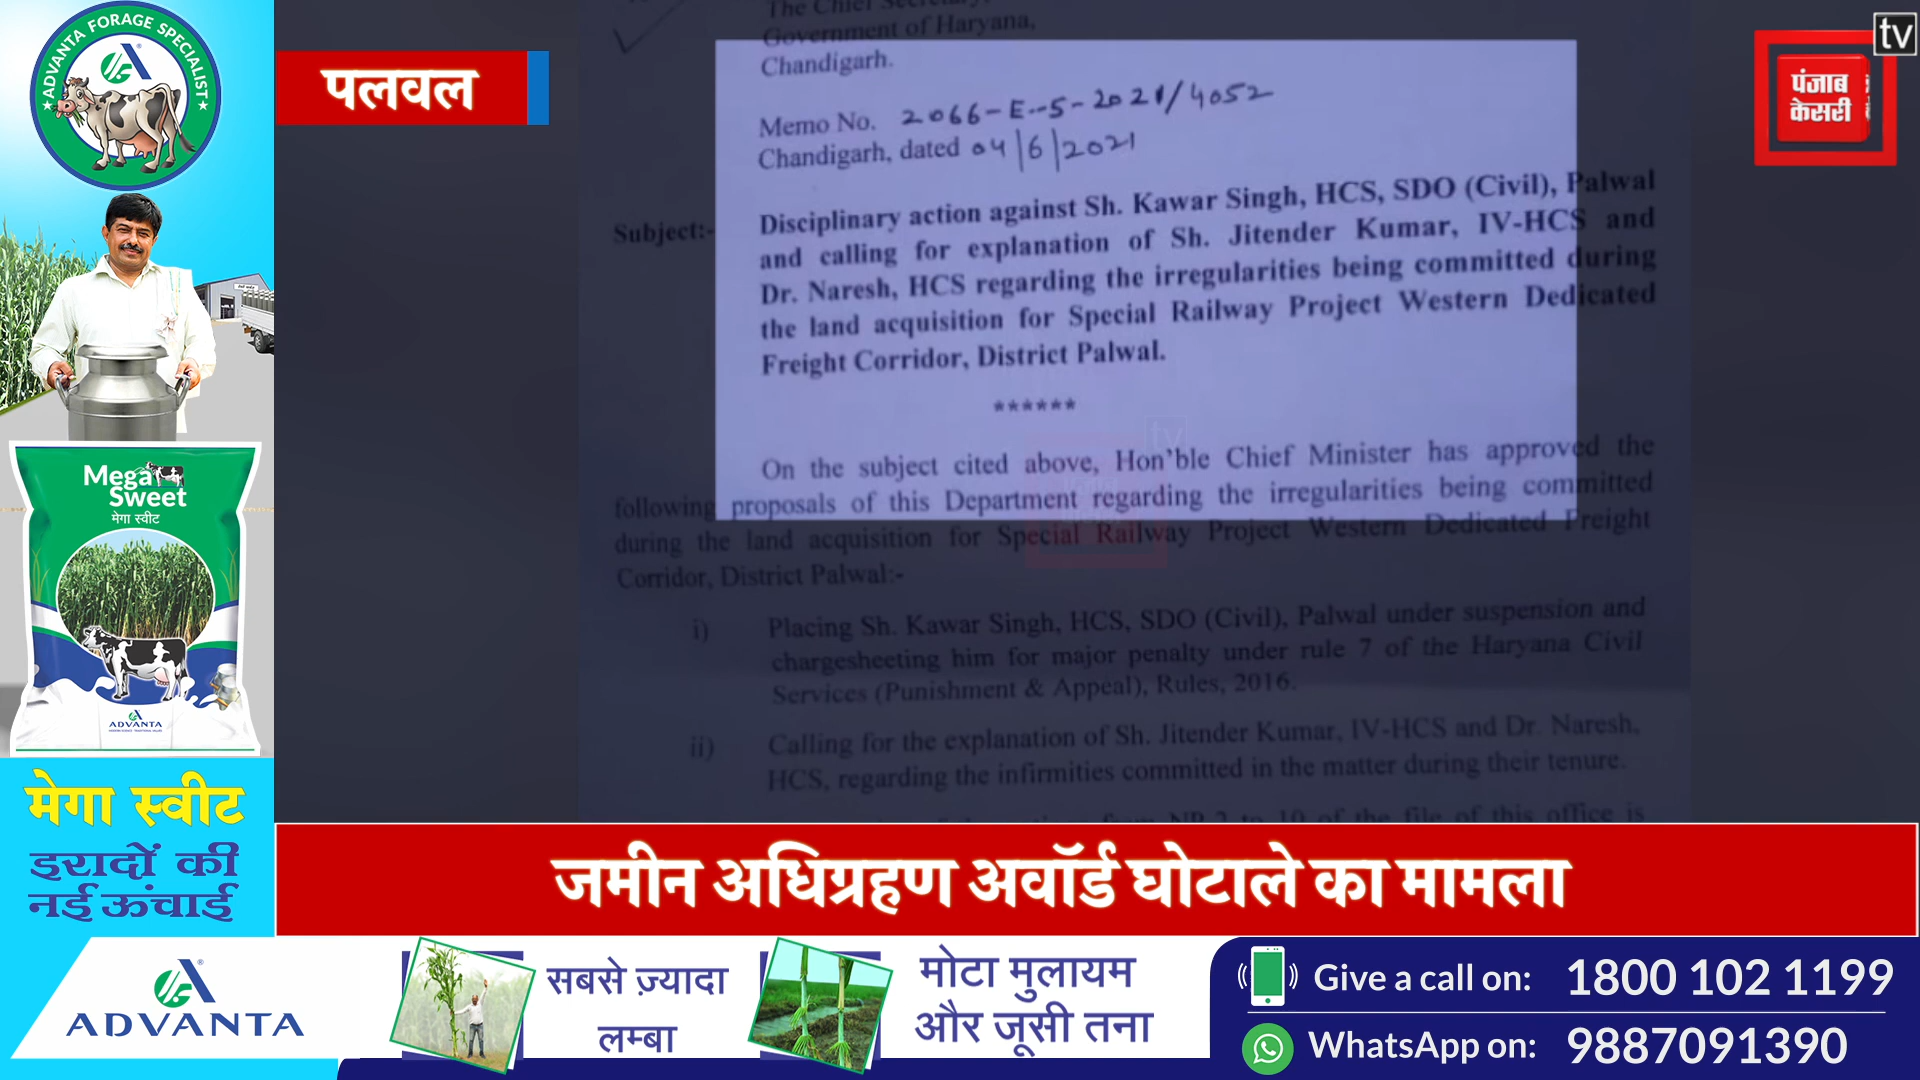 ADVANTA FORAGE SPECIALIST
पलवल
tv
पंजाब
केसरी
The Chief
Government of Haryana,
Chandigarh.
Memo No. 2066-E--5-2021/4052
Chandigarh, dated 04/6/2021
Subject:- Disciplinary action against Sh. Kawar Singh, HCS, SDO (Civil), Palwal
and calling for explanation of Sh. Jitender Kumar, IV-HCS and
Dr. Naresh, HCS regarding the irregularities being committed during
the land acquisition for Special Railway Project Western Dedicated
Freight Corridor, District Palwal.
******
On the subject cited above, Hon'ble Chief Minister has approved the
following proposals of this Department regarding the irregularities being committed
during the land acquisition for Special Railway Project Western Dedicated Freight
Corridor, District Palwal:-
i) Placing Sh. Kawar Singh, HCS, SDO (Civil), Palwal under suspension and
chargesheeting him for major penalty under rule 7 of the Haryana Civil
Services (Punishment & Appeal), Rules, 2016.
ii) Calling for the explanation of Sh. Jitender Kumar, IV-HCS and Dr. Naresh,
HCS, regarding the infirmities committed in the matter during their tenure.
of the file of this office is
Mega
Sweet
मेगा स्वीट
ADVANTA
मेगा स्वीट
इरादों की
नई ऊंचाई
जमीन अधिग्रहण अवॉर्ड घोटाले का मामला
ADVANTA
सबसे ज़्यादा
लम्बा
मोटा मुलायम
और जूसी तना
Give a call on: 1800 102 1199
WhatsApp on: 9887091390